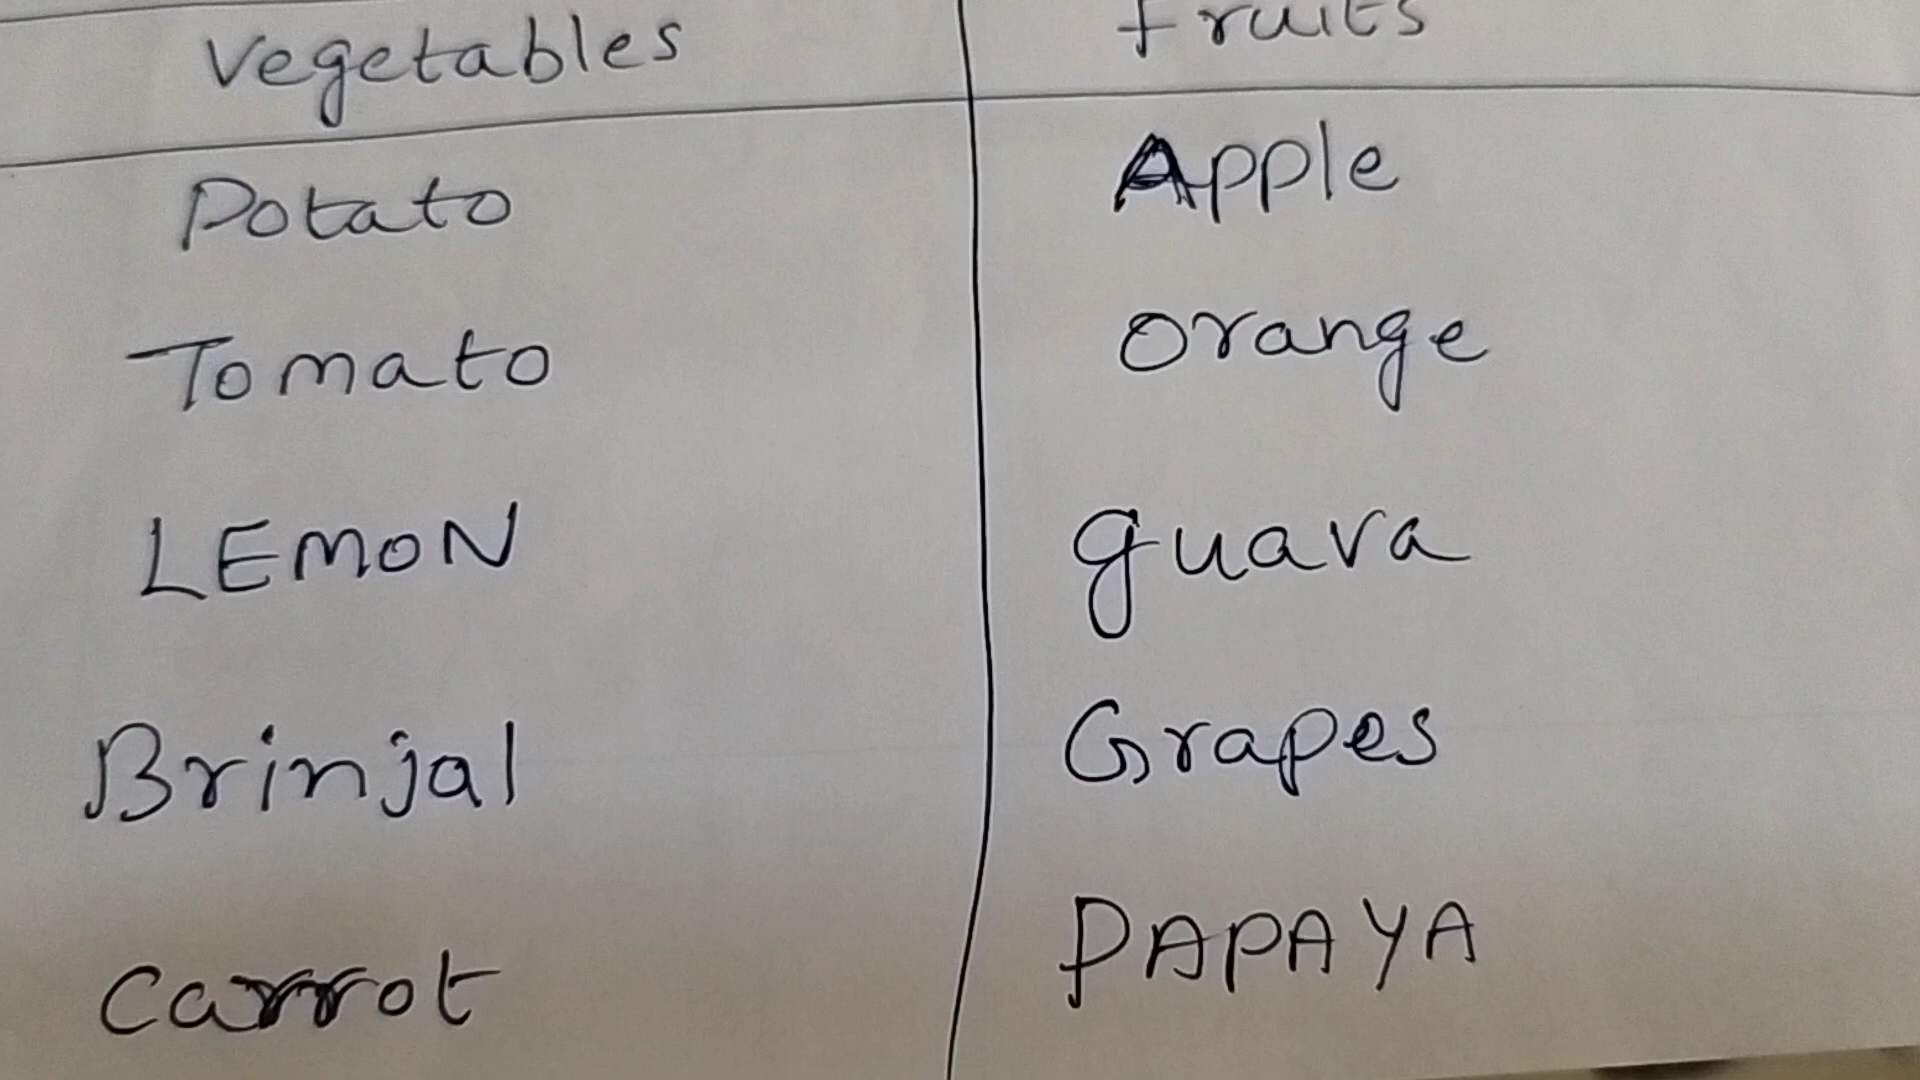 Vegetables Fruits
Potato Apple
Tomato orange
LEMON guava
Brinjal Grapes
Carrot PAPAYA